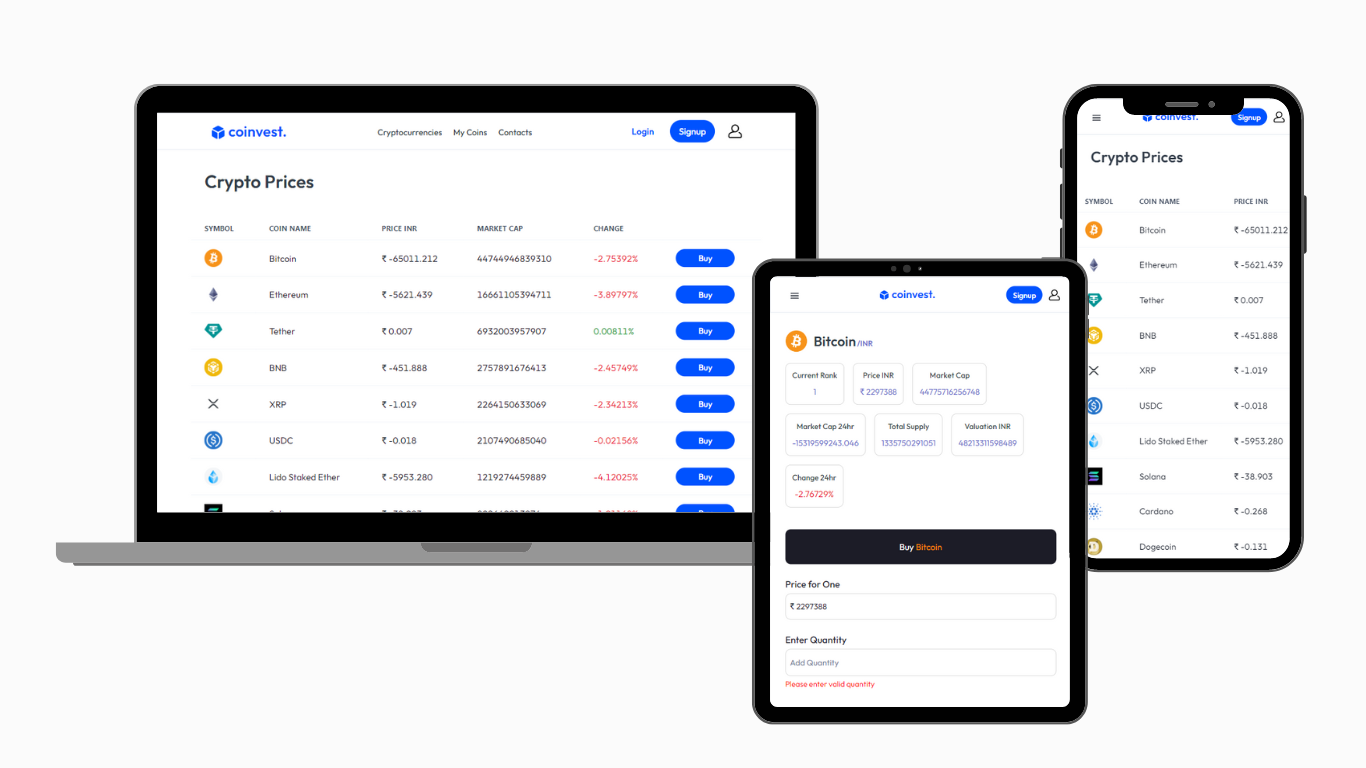 coinvest.
Cryptocurrencies My Coins Contacts
Login Signup
Crypto Prices
SYMBOL COIN NAME PRICE INR MARKET CAP CHANGE
Bitcoin ₹ -65011.212 44744946839310 -2.75392% Buy
Ethereum ₹ -5621.439 16661105394711 -3.89797% Buy
Tether ₹ 0.007 6932003957907 0.00811% Buy
BNB ₹ -451.888 2757891676413 -2.45749% Buy
XRP ₹ -1.019 2264150633069 -2.34213% Buy
USDC ₹ -0.018 2107490685040 -0.02156% Buy
Lido Staked Ether ₹ -5953.280 1219274459889 -4.12025% Buy
coinvest.
Signup
Bitcoin/INR
Current Rank
1
Price INR
₹ 2297388
Market Cap
44775716256748
Market Cap 24hr
-15319599243.046
Total Supply
1335750291051
Valuation INR
48213311598489
Change 24hr
-2.76729%
Buy Bitcoin
Price for One
₹ 2297388
Enter Quantity
Add Quantity
Please enter valid quantity
coinvest.
Signup
Crypto Prices
SYMBOL COIN NAME PRICE INR
Bitcoin ₹ -65011.212
Ethereum ₹ -5621.439
Tether ₹ 0.007
BNB ₹ -451.888
XRP ₹ -1.019
USDC ₹ -0.018
Lido Staked Ether ₹ -5953.280
Solana ₹ -38.903
Cardano ₹ -0.268
Dogecoin ₹ -0.131